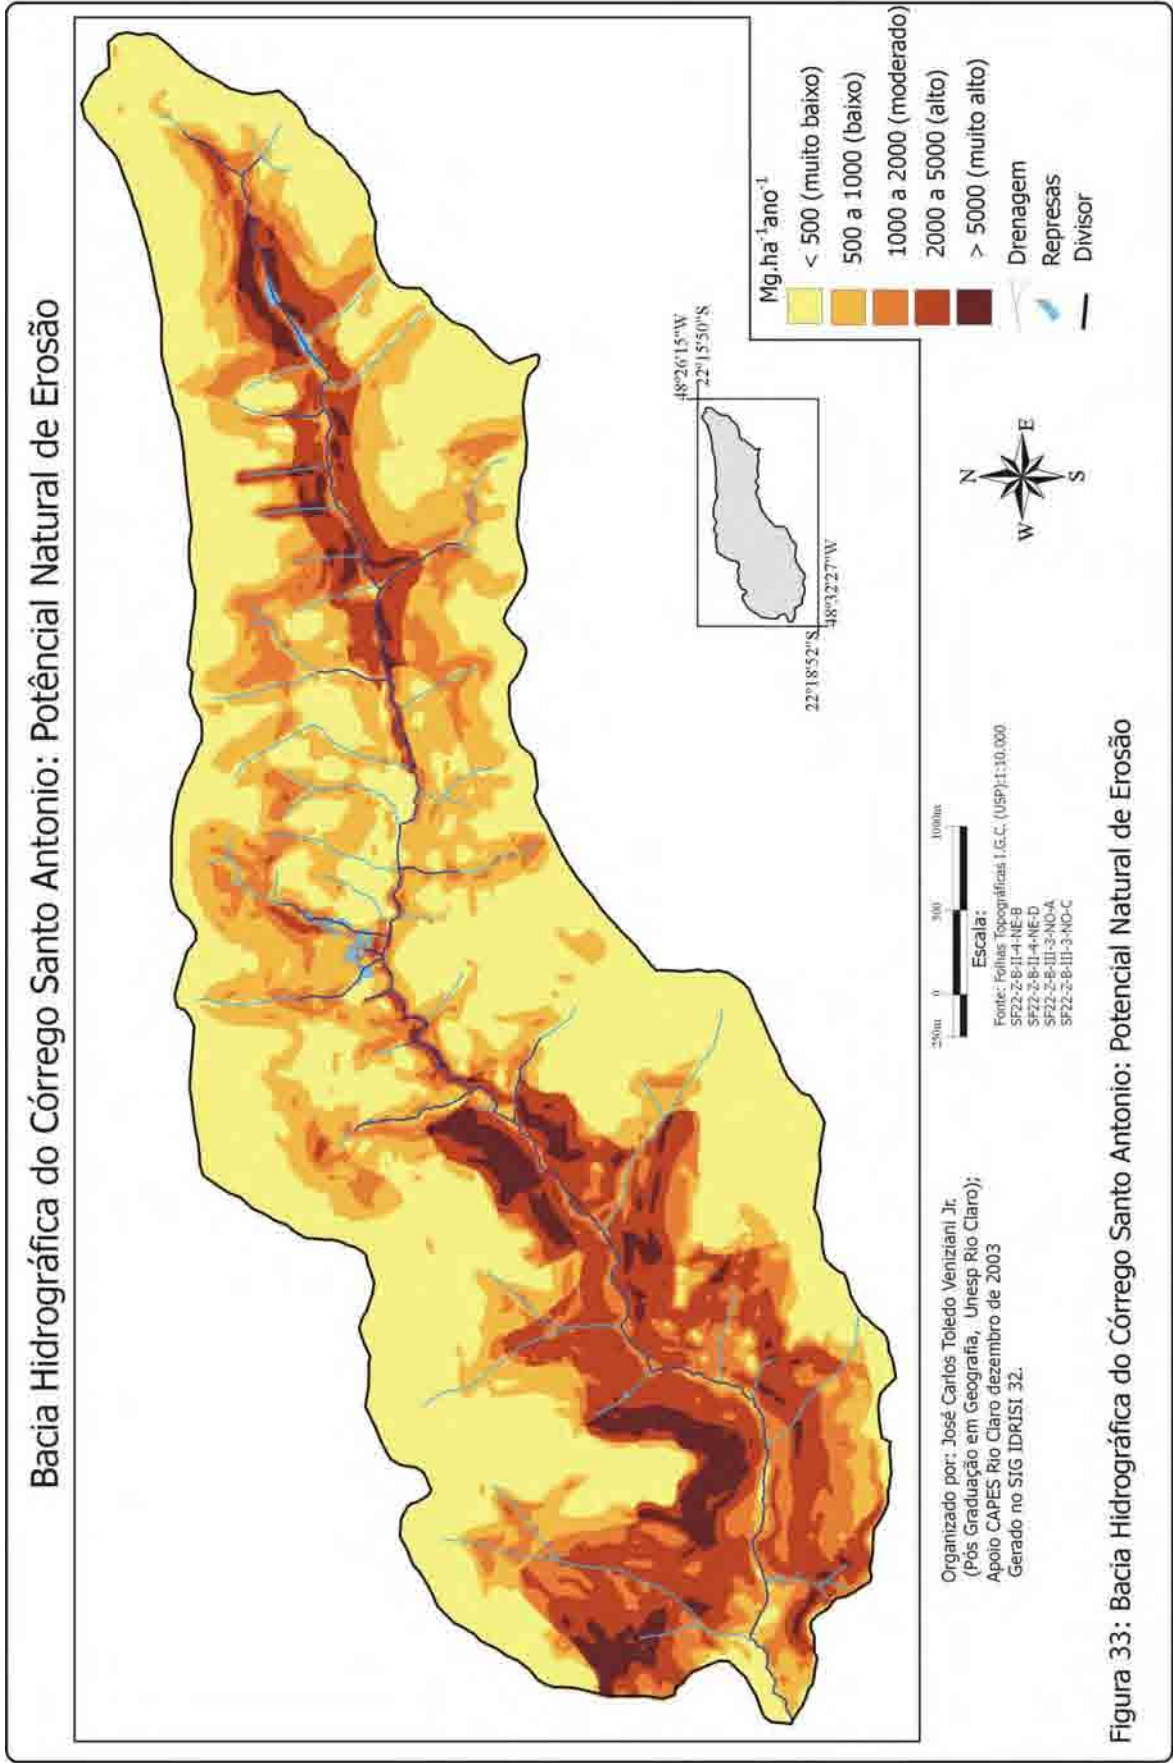 Bacia Hidrográfica do Córrego Santo Antonio: Potêncial Natural de Erosão
Mg.ha-1ano-1
< 500 (muito baixo)
500 a 1000 (baixo)
1000 a 2000 (moderado)
2000 a 5000 (alto)
> 5000 (muito alto)
Drenagem
Represas
Divisor
48°26'15"W
22°15'50"S
22°18'52"S
48°32'27"W
N
W
E
S
250m 0 500 1000m
Escala:
Fonte: Folhas Topográficas I.G.C. (USP):1:10.000
SF22-Z-B-II-4-NE-B
SF22-Z-B-II-4-NE-D
SF22-Z-B-III-3-NO-A
SF22-Z-B-III-3-NO-C
Organizado por: José Carlos Toledo Veniziani Jr.
(Pós Graduação em Geografia, Unesp Rio Claro);
Apoio CAPES Rio Claro dezembro de 2003
Gerado no SIG IDRISI 32.
Figura 33: Bacia Hidrográfica do Córrego Santo Antonio: Potencial Natural de Erosão